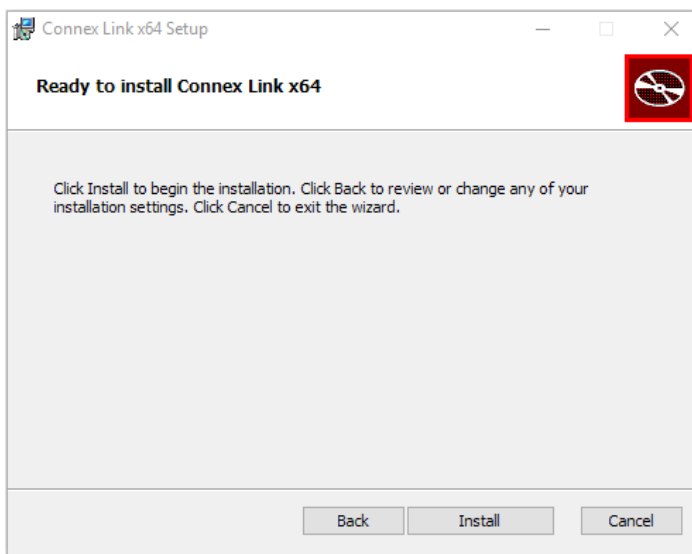 Connex Link x64 Setup
Ready to install Connex Link x64
Click Install to begin the installation. Click Back to review or change any of your
installation settings. Click Cancel to exit the wizard.
Back Install Cancel